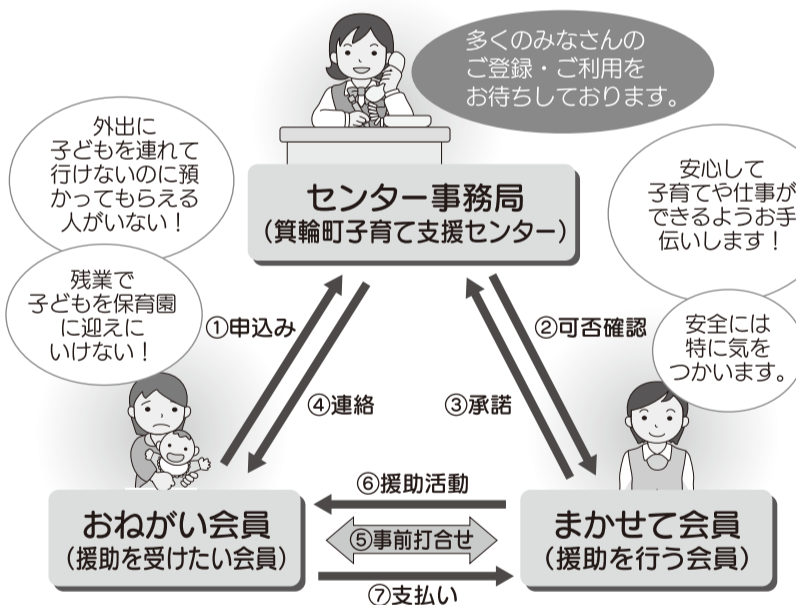 多くのみなさんの
ご登録・ご利用を
お待ちしております。
外出に
子どもを連れて
行けないのに預
かってもらえる
人がいない！
センター事務局
（箕輪町子育て支援センター）
安心して
子育てや仕事が
できるようお手
伝いします！
残業で
子どもを保育園
に迎えに
いけない！
①申込み
②可否確認
安全には
特に気を
つかいます。
④連絡
③承諾
⑥援助活動
おねがい会員
（援助を受けたい会員）
⑤事前打合せ
まかせて会員
（援助を行う会員）
⑦支払い